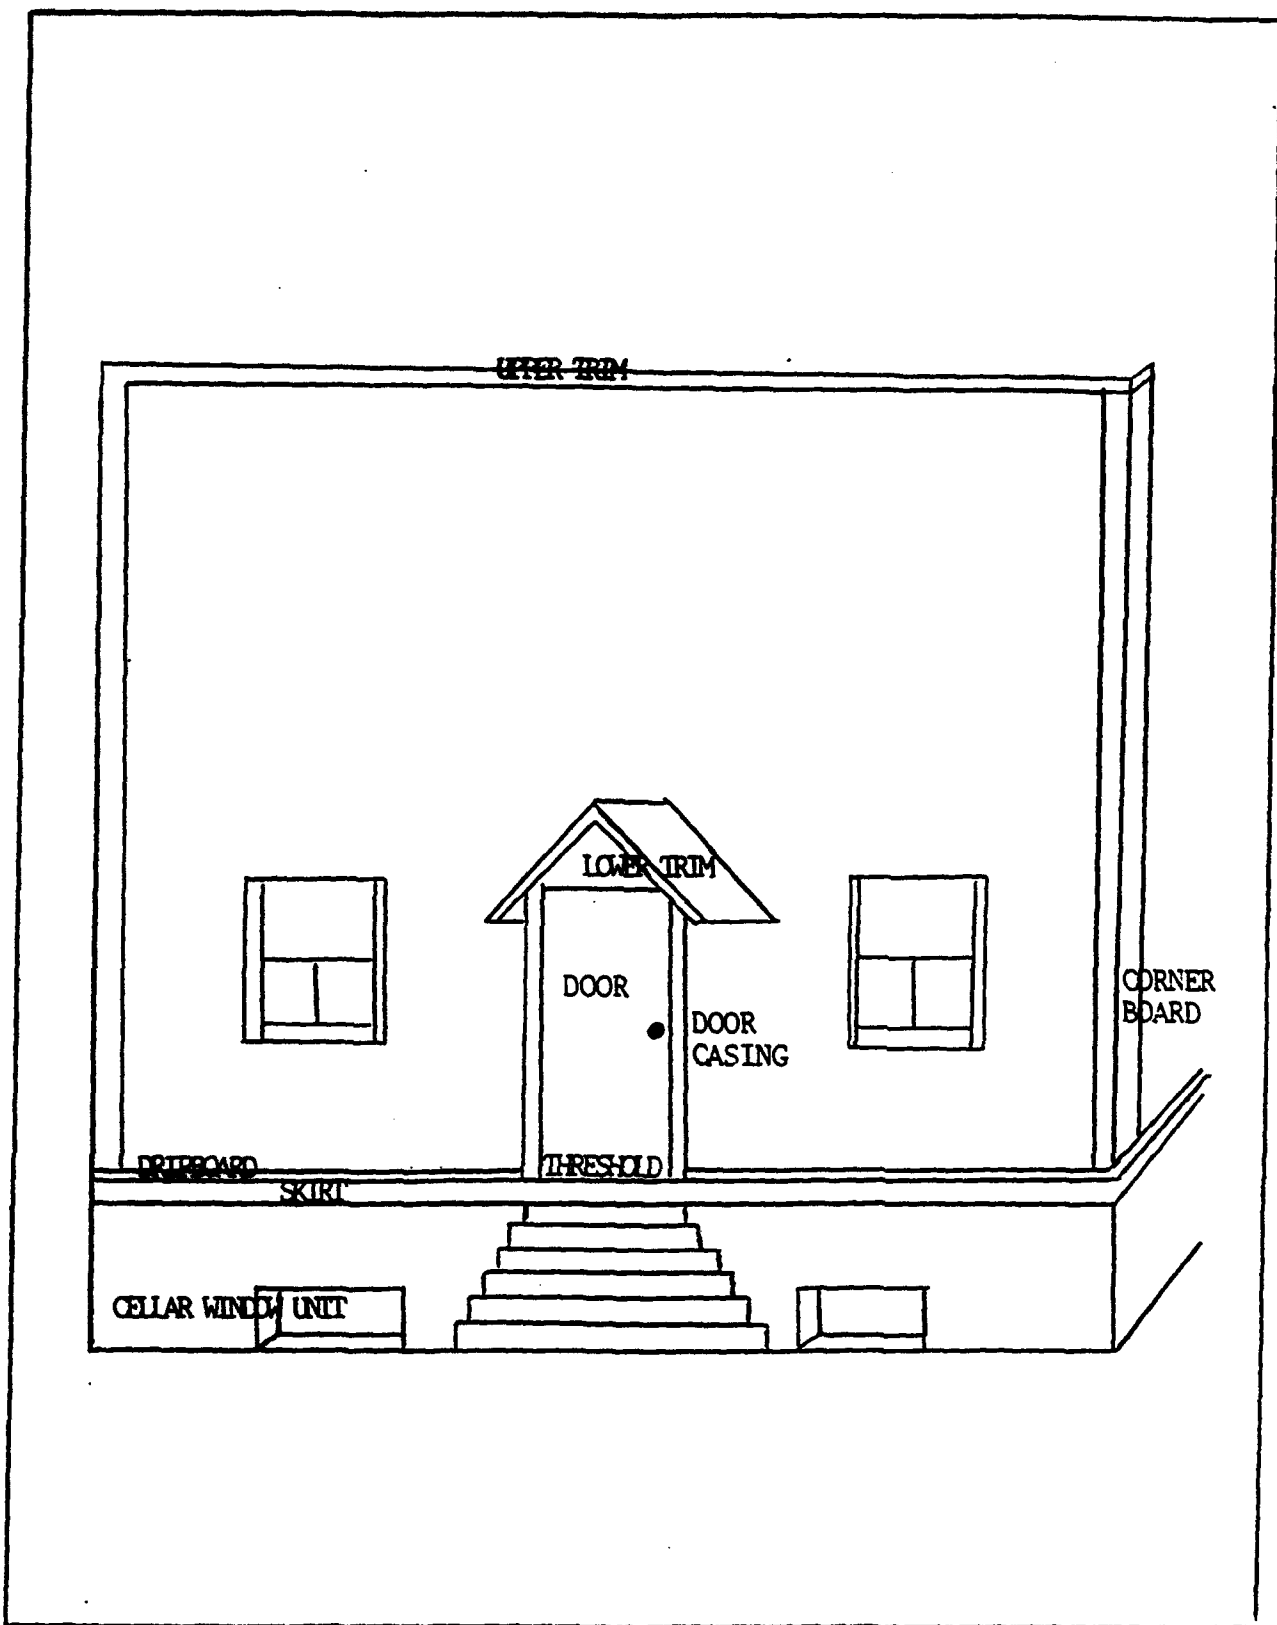 UPPER TRIM
LOWER TRIM
DOOR
DOOR
CASING
CORNER
BOARD
DRIPBOARD
THRESHOLD
SKIRT
CELLAR WINDOW UNIT